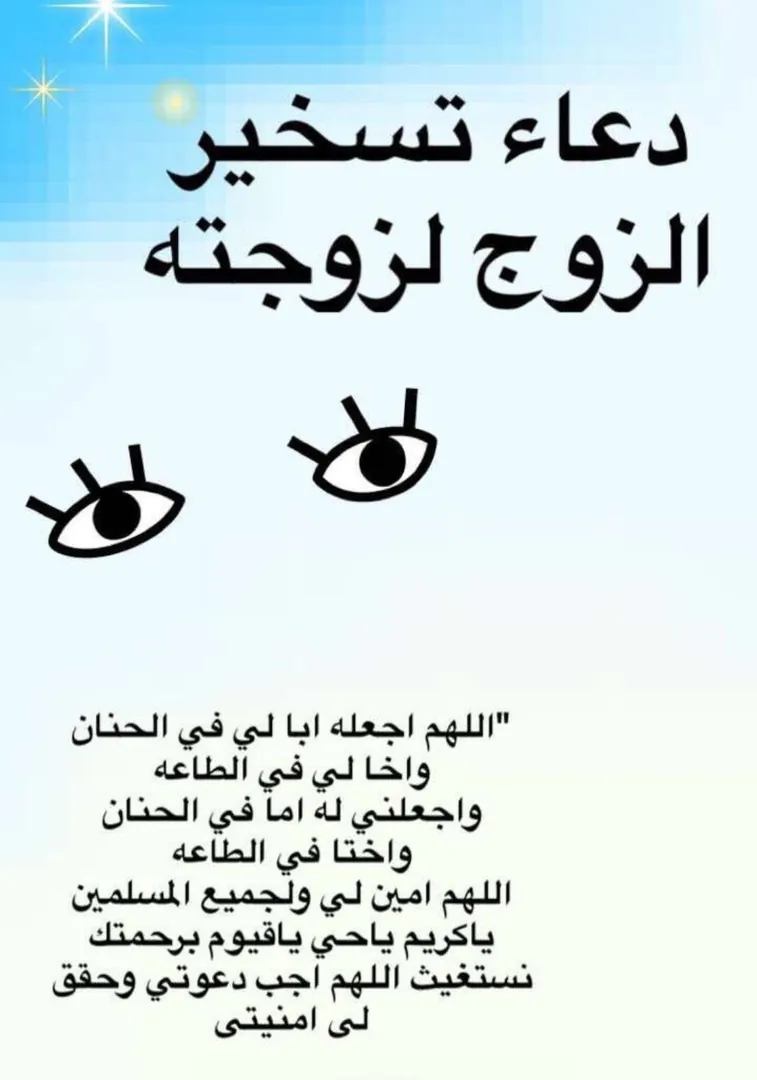 دعاء تسخير
الزوج لزوجته
"اللهم اجعله ابا لي في الحنان
واخا لي في الطاعه
واجعلني له اما في الحنان
واختا في الطاعه
اللهم امين لي ولجميع المسلمين
ياكريم ياحي ياقيوم برحمتك
نستغيث اللهم اجب دعوتي وحقق
لى امنيتى